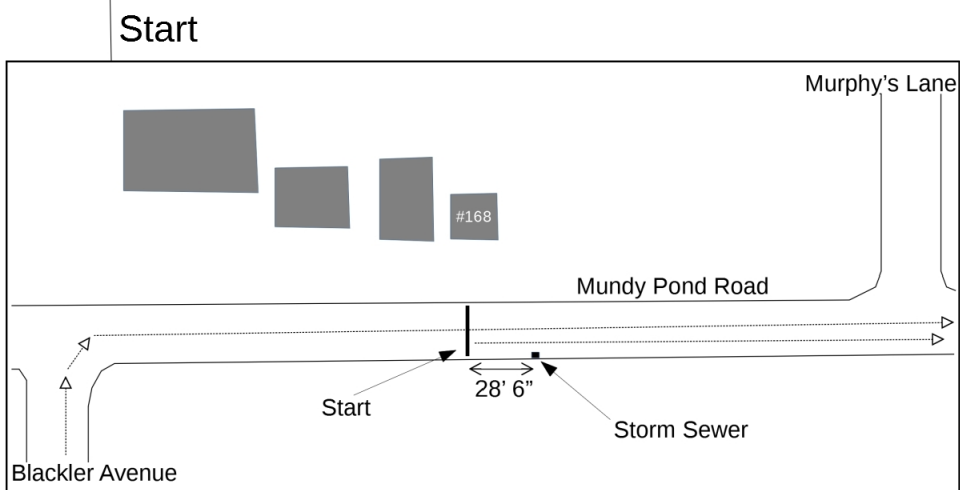 Start
Murphy’s Lane
#168
Mundy Pond Road
28’ 6”
Start
Storm Sewer
Blackler Avenue